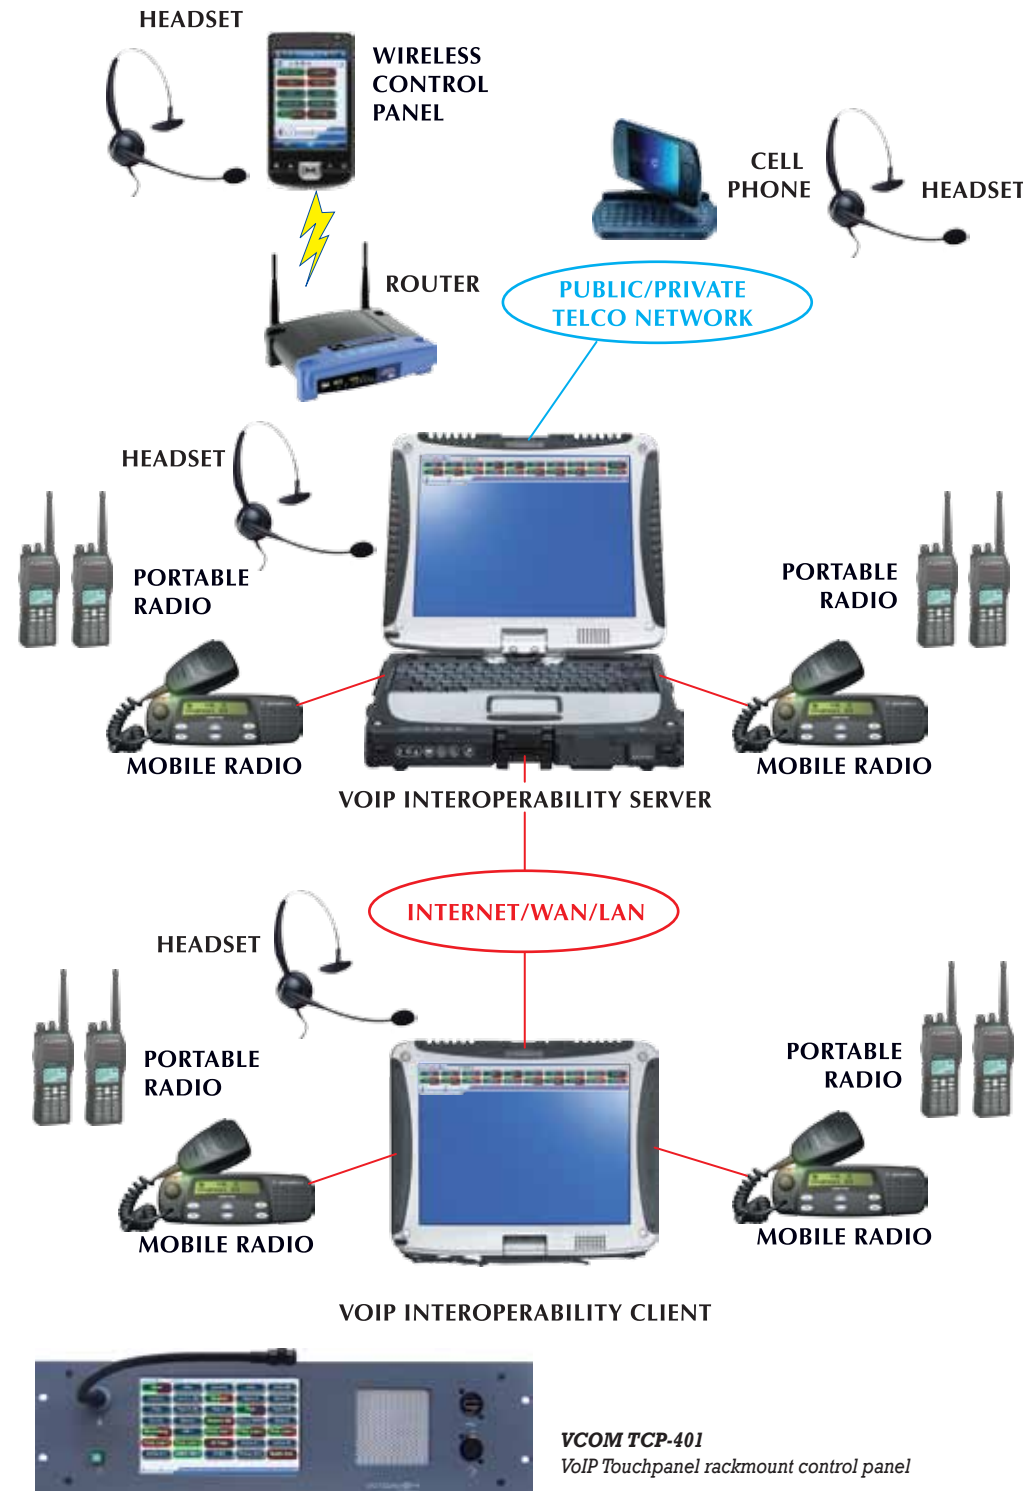 HEADSET
WIRELESS
CONTROL
PANEL
CELL
PHONE
HEADSET
ROUTER
PUBLIC/PRIVATE
TELCO NETWORK
HEADSET
PORTABLE
RADIO
PORTABLE
RADIO
MOBILE RADIO
MOBILE RADIO
VOIP INTEROPERABILITY SERVER
INTERNET/WAN/LAN
HEADSET
PORTABLE
RADIO
PORTABLE
RADIO
MOBILE RADIO
MOBILE RADIO
VOIP INTEROPERABILITY CLIENT
VCOM TCP-401
VoIP Touchpanel rackmount control panel